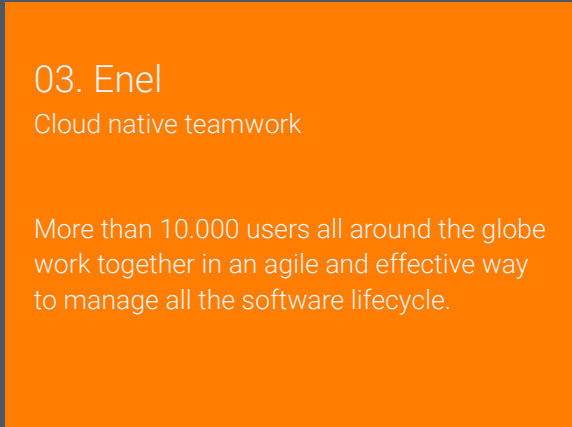 03. Enel
Cloud native teamwork
More than 10.000 users all around the globe
work together in an agile and effective way
to manage all the software lifecycle.